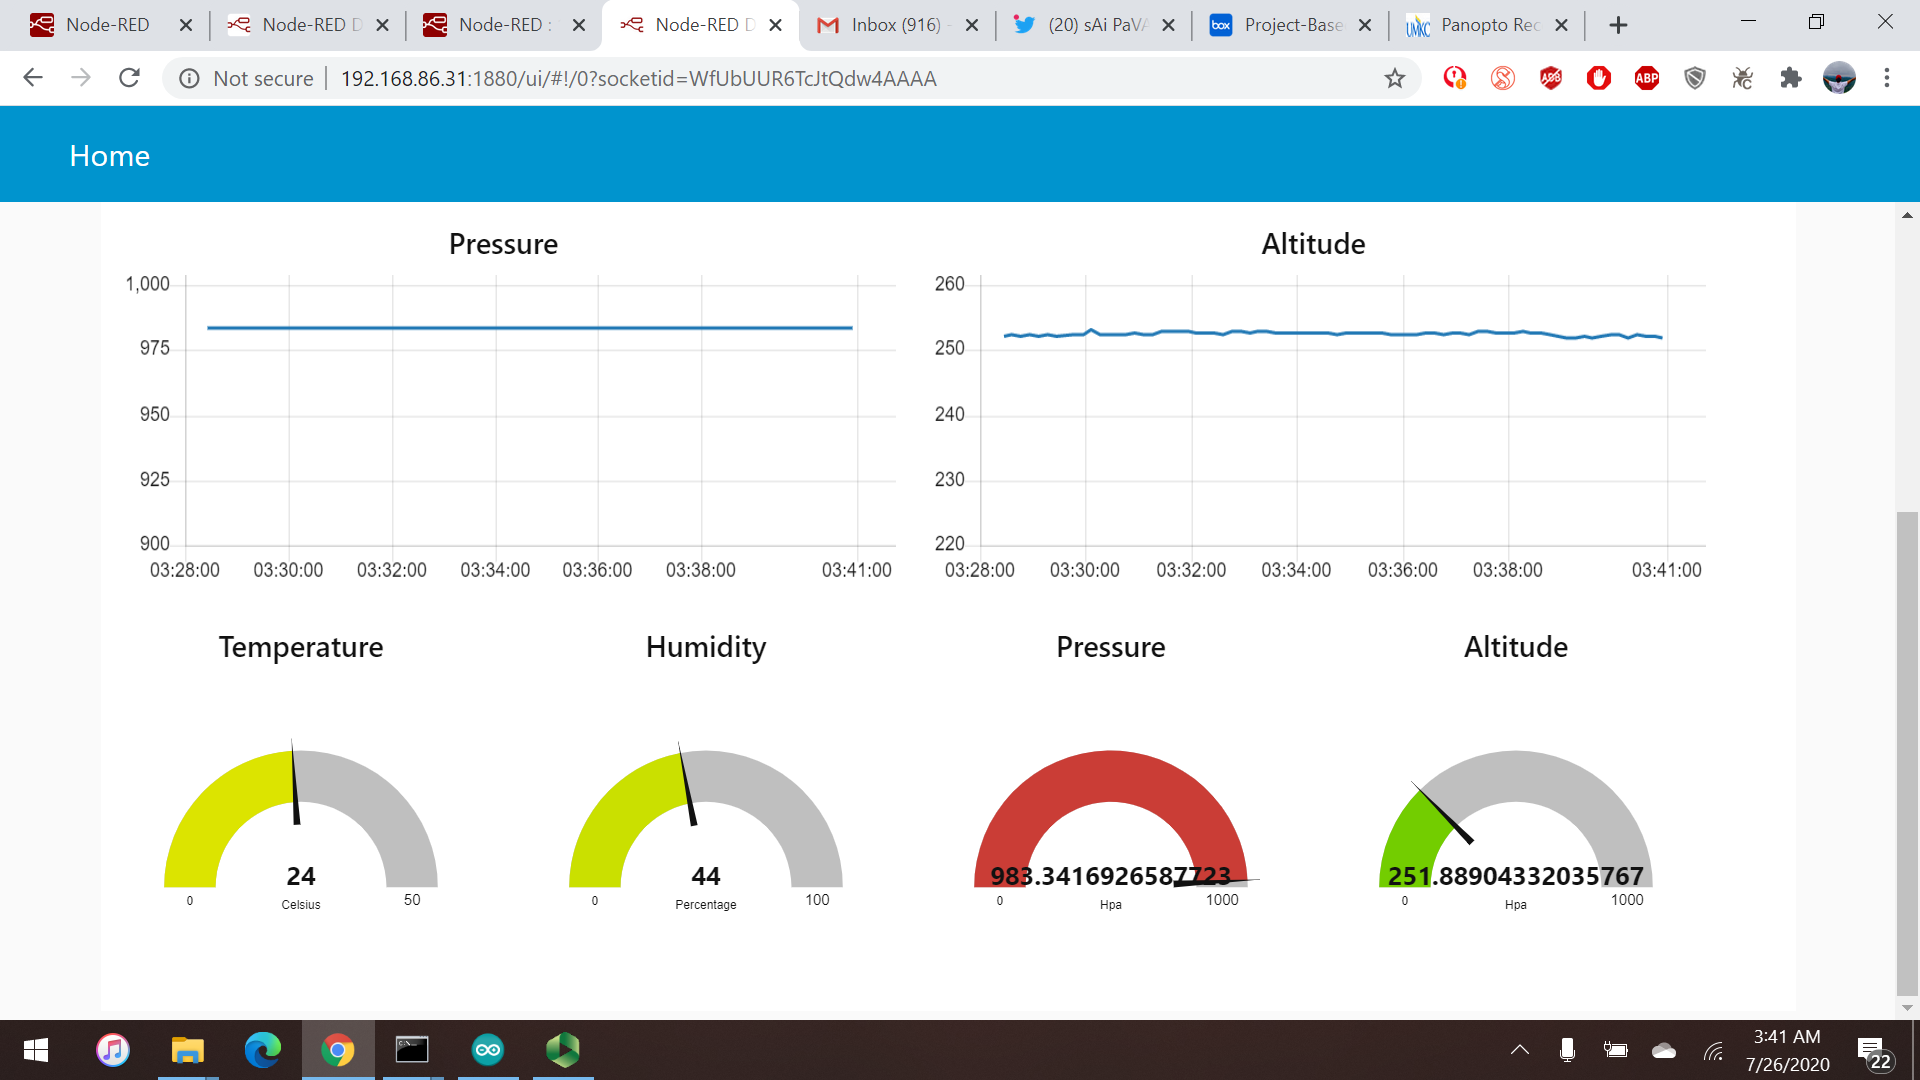 Node-RED
Node-RED D
Node-RED :
Node-RED D
Inbox (916) -
(20) sAi PaVA
box
Project-Base
UMKC
Panopto Rec
Not secure
192.168.86.31:1880/ui/#!/0?socketid=WfUbUUR6TcJtQdw4AAAA
ABP
Home
Pressure
1,000
975
950
925
900
03:28:00 03:30:00 03:32:00 03:34:00 03:36:00 03:38:00 03:41:00
Altitude
260
250
240
230
220
03:28:00 03:30:00 03:32:00 03:34:00 03:36:00 03:38:00 03:41:00
Temperature
24
0 Celsius 50
Humidity
44
0 Percentage 100
Pressure
983.3416926587723
0 Hpa 1000
Altitude
251.88904332035767
0 Hpa 1000
3:41 AM
7/26/2020
22